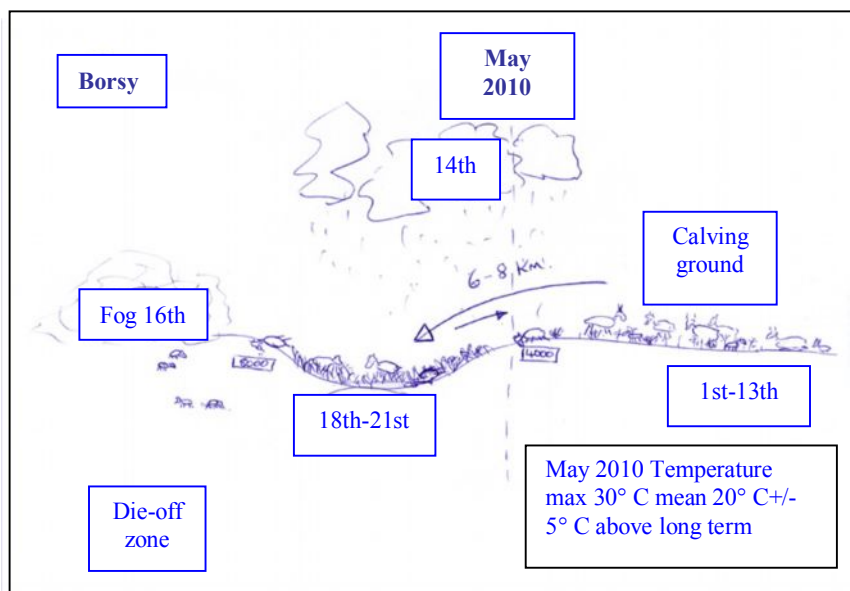 Borsy
May
2010
14th
Calving
ground
6-8 Km.
Fog 16th
4000
18th-21st
1st-13th
May 2010 Temperature
max 30° C mean 20° C+/-
5° C above long term
Die-off
zone